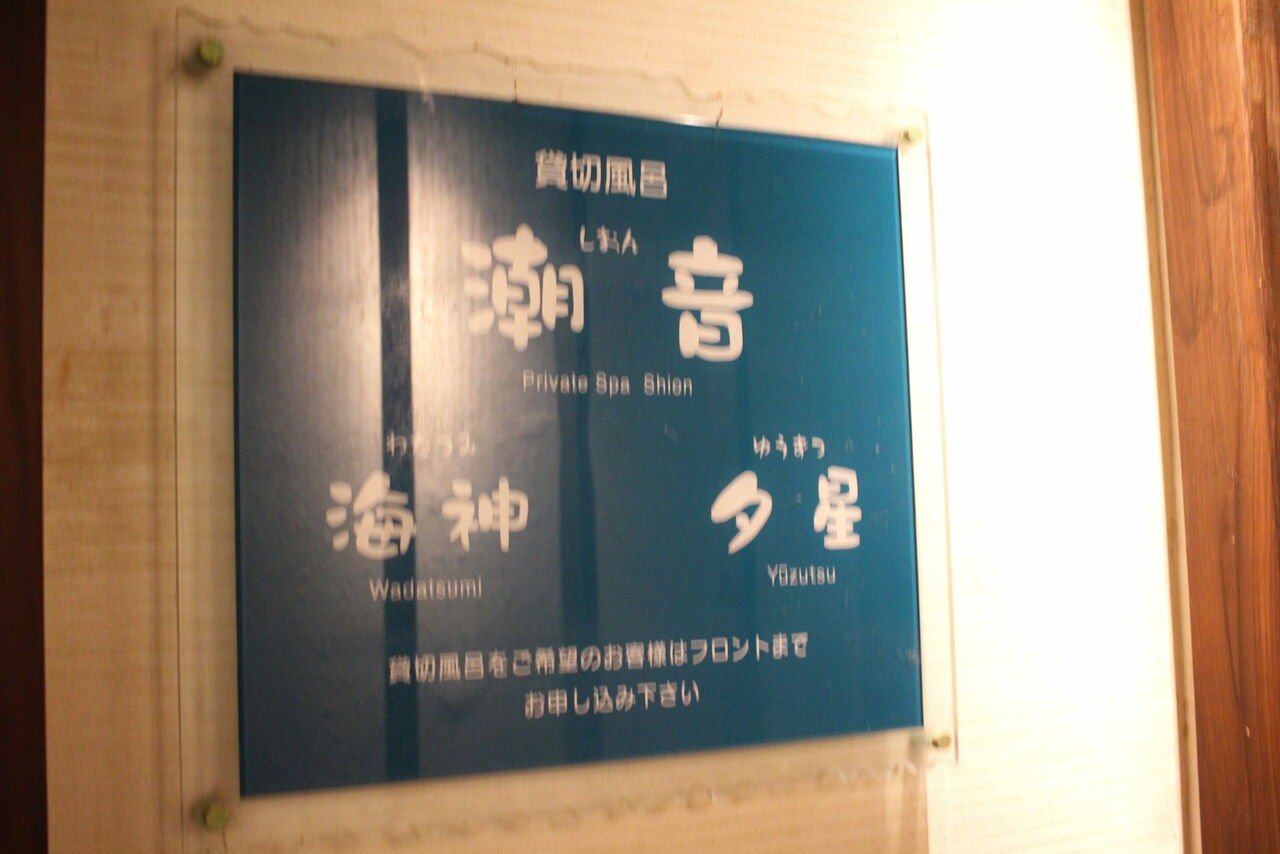 貸切風呂
しおん
潮音
Private Spa Shion
わだつみ
海神
Wadatsumi
ゆうずつ
夕星
Yūzutsu
貸切風呂をご希望のお客様はフロントまで
お申し込み下さい